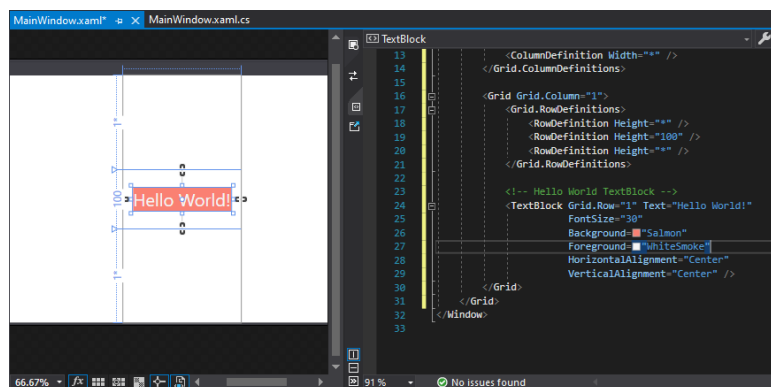 MainWindow.xaml*
MainWindow.xaml.cs
1*
100
1*
Hello World!
66.67%
fx
TextBlock
13 <ColumnDefinition Width="*" />
14 </Grid.ColumnDefinitions>
15
16 <Grid Grid.Column="1">
17 <Grid.RowDefinitions>
18 <RowDefinition Height="*" />
19 <RowDefinition Height="100" />
20 <RowDefinition Height="*" />
21 </Grid.RowDefinitions>
22
23 <!-- Hello World TextBlock -->
24 <TextBlock Grid.Row="1" Text="Hello World!"
25 FontSize="30"
26 Background="Salmon"
27 Foreground="WhiteSmoke"
28 HorizontalAlignment="Center"
29 VerticalAlignment="Center" />
30 </Grid>
31 </Grid>
32 </Window>
33
91 %
No issues found